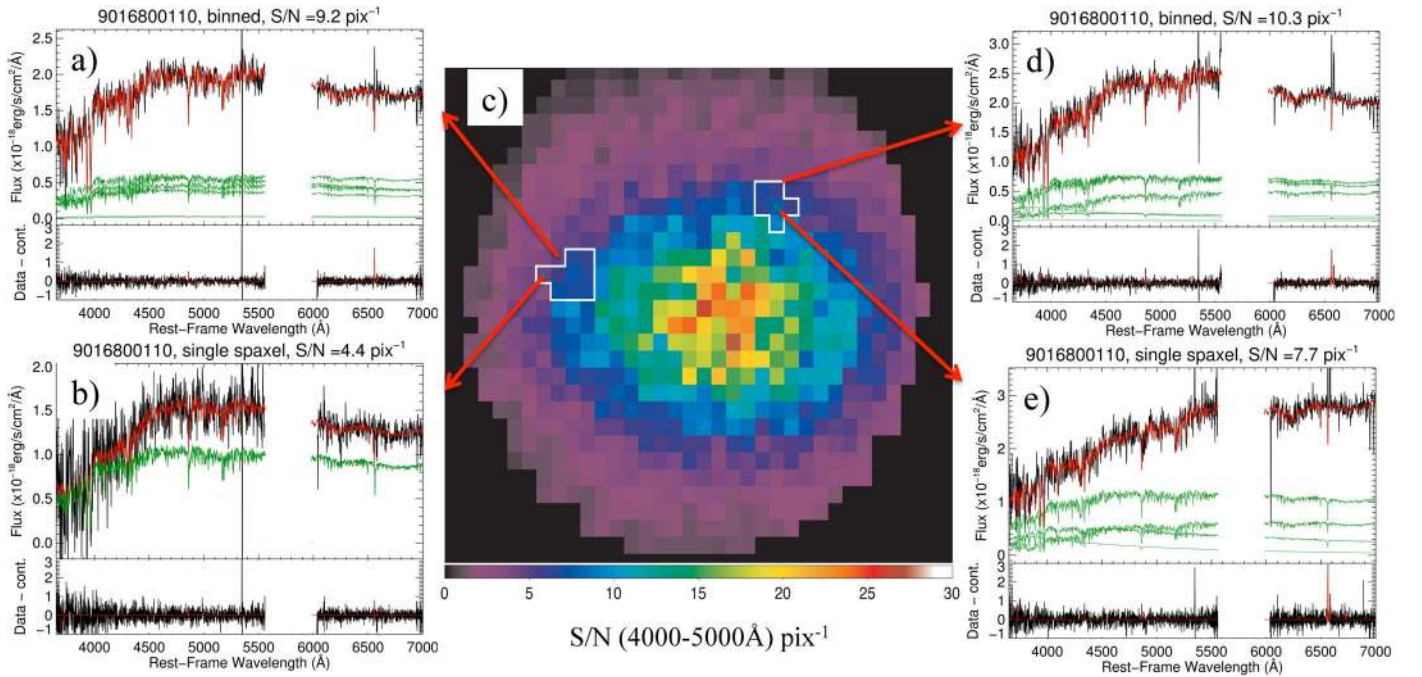 9016800110, binned, S/N =9.2 pix⁻¹
a)
Flux (x10⁻¹⁸erg/s/cm²/Å)
2.5
2.0
1.5
1.0
0.5
0.0
Data − cont.
3
2
1
0
−1
4000 4500 5000 5500 6000 6500 7000
Rest−Frame Wavelength (Å)
9016800110, single spaxel, S/N =4.4 pix⁻¹
b)
Flux (x10⁻¹⁸erg/s/cm²/Å)
2.0
1.5
1.0
0.5
0.0
Data − cont.
3
2
1
0
−1
4000 4500 5000 5500 6000 6500 7000
Rest−Frame Wavelength (Å)
c)
0 5 10 15 20 25 30
S/N (4000-5000Å) pix⁻¹
9016800110, binned, S/N =10.3 pix⁻¹
d)
Flux (x10⁻¹⁸erg/s/cm²/Å)
3.0
2.5
2.0
1.5
1.0
0.5
0.0
Data − cont.
3
2
1
0
−1
4000 4500 5000 5500 6000 6500 7000
Rest−Frame Wavelength (Å)
9016800110, single spaxel, S/N =7.7 pix⁻¹
e)
Flux (x10⁻¹⁸erg/s/cm²/Å)
3
2
1
0
Data − cont.
3
2
1
0
−1
4000 4500 5000 5500 6000 6500 7000
Rest−Frame Wavelength (Å)